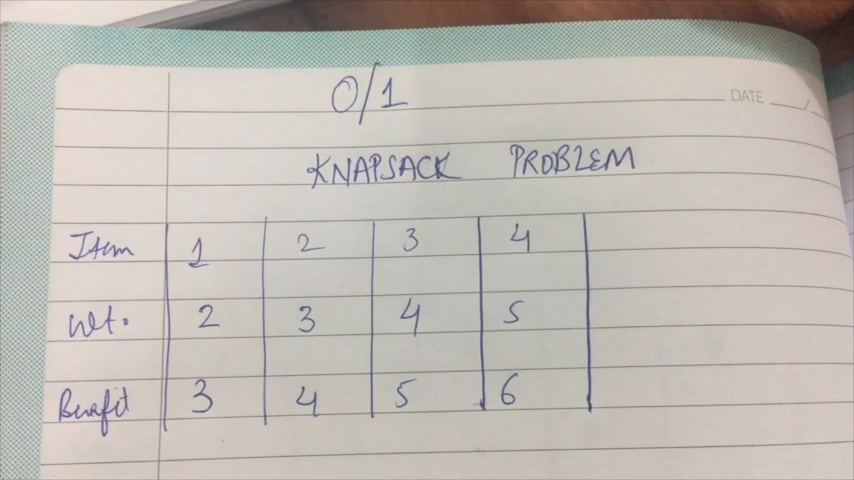 0/1
DATE __/_
KNAPSACK PROBLEM
Item 1 2 3 4
Wt. 2 3 4 5
Benefit 3 4 5 6